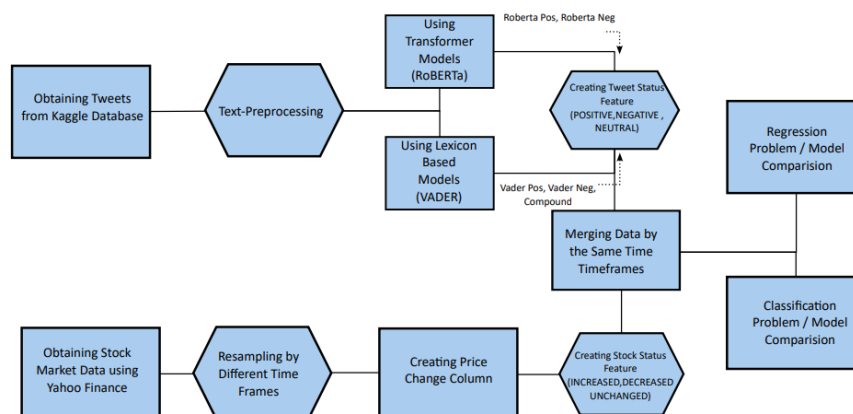 Obtaining Tweets
from Kaggle Database
Text-Preprocessing
Using
Transformer
Models
(RoBERTa)
Roberta Pos, Roberta Neg
Using Lexicon
Based Models
(VADER)
Vader Pos, Vader Neg,
Compound
Creating Tweet Status
Feature
(POSITIVE,NEGATIVE ,
NEUTRAL)
Merging Data by
the Same Time
Timeframes
Regression
Problem / Model
Comparision
Classification
Problem / Model
Comparision
Obtaining Stock
Market Data using
Yahoo Finance
Resampling by
Different Time
Frames
Creating Price
Change Column
Creating Stock Status
Feature
(INCREASED,DECREASED
UNCHANGED)